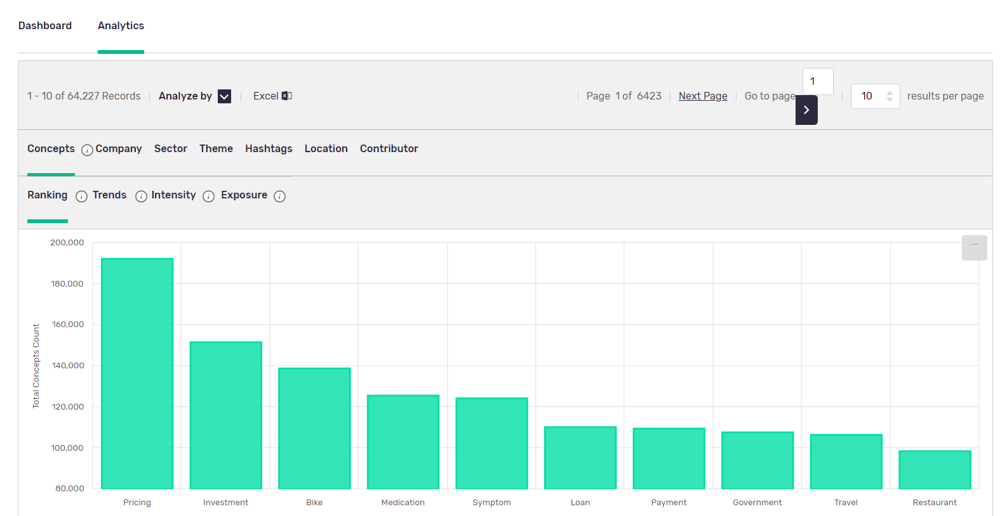 Dashboard Analytics
1 - 10 of 64,227 Records Analyze by Excel Page 1 of 6423 Next Page Go to page 1 10 results per page
Concepts Company Sector Theme Hashtags Location Contributor
Ranking Trends Intensity Exposure
...
200,000
180,000
160,000
140,000
120,000
100,000
80,000
Total Concepts Count
Pricing Investment Bike Medication Symptom Loan Payment Government Travel Restaurant